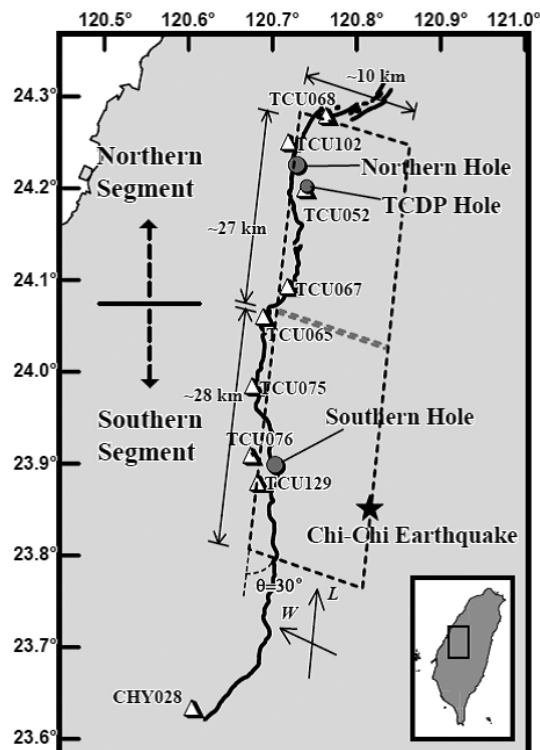 120.5° 120.6° 120.7° 120.8° 120.9° 121.0°
24.3°
24.2°
24.1°
24.0°
23.9°
23.8°
23.7°
23.6°
~10 km
TCU068
TCU102
Northern
Segment
Northern Hole
TCDP Hole
TCU052
~27 km
TCU067
TCU065
~28 km
TCU075
Southern
Segment
Southern Hole
TCU076
TCU129
Chi-Chi Earthquake
θ=30°
W
L
CHY028